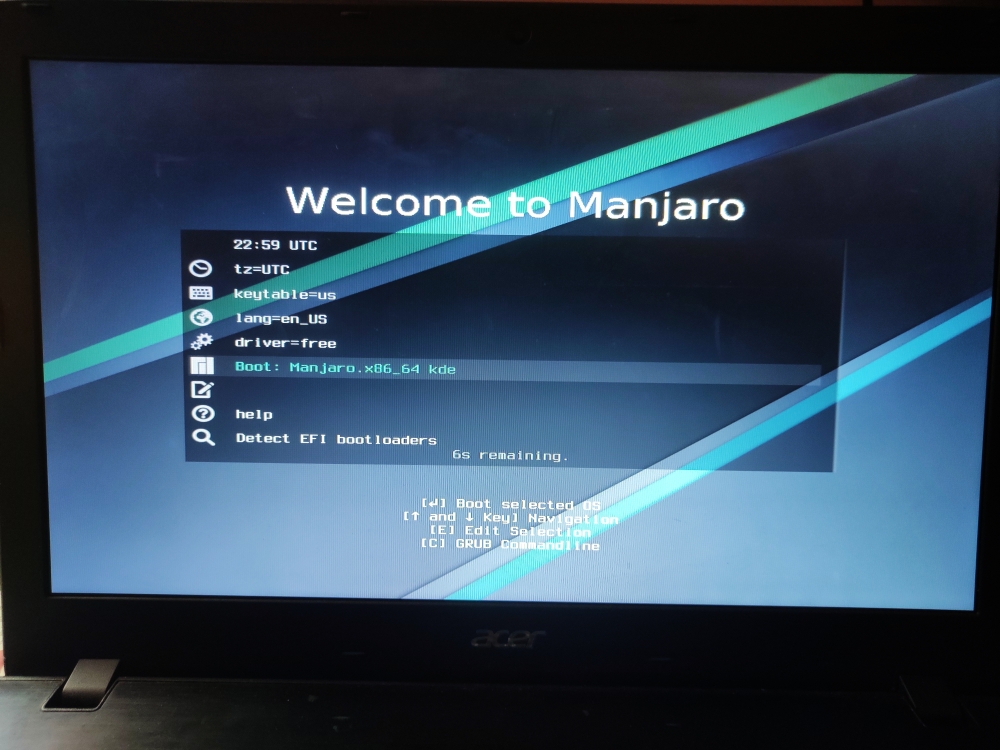 Welcome to Manjaro
22:59 UTC
tz=UTC
keytable=us
lang=en_US
driver=free
Boot: Manjaro.x86_64 kde
help
Detect EFI bootloaders
6s remaining.
[↵] Boot selected OS
[↑ and ↓ Key] Navigation
[E] Edit Selection
[C] GRUB Commandline
acer